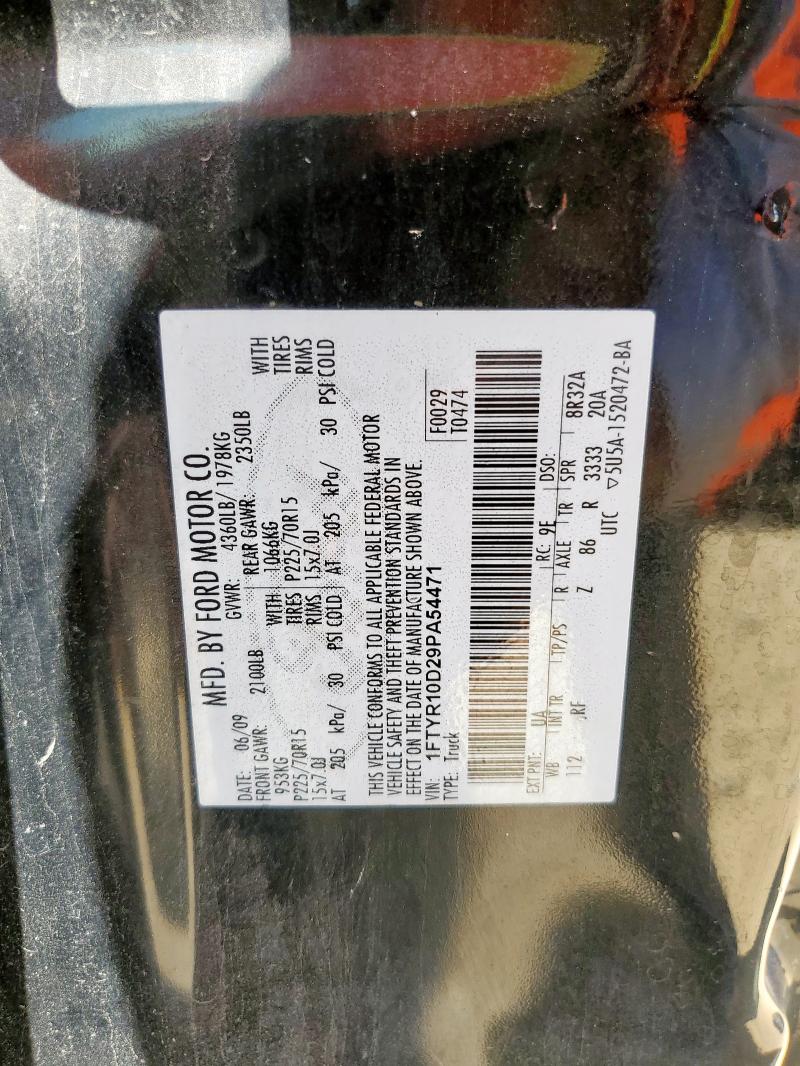 MFD. BY FORD MOTOR CO.
DATE: 06/09 GVWR: 4360LB/ 1978KG
FRONT GAWR: 2100LB REAR GAWR: 2350LB
953KG WITH 1066KG WITH
P225/70R15 TIRES P225/70R15 TIRES
15x7.0J RIMS 15x7.0J RIMS
AT 205 kPa/ 30 PSI COLD AT 205 kPa/ 30 PSI COLD
THIS VEHICLE CONFORMS TO ALL APPLICABLE FEDERAL MOTOR
VEHICLE SAFETY AND THEFT PREVENTION STANDARDS IN
EFFECT ON THE DATE OF MANUFACTURE SHOWN ABOVE.
VIN: 1FTYR10D29PA54471 F0029
TYPE: Truck T0474
EXT PNT: UA RC: 9E DSO:
WB INT TR TP/PS R AXLE TR SPR 8R32A
112 RF Z 86 R 3333 20A
UTC ▽5U5A-1520472-BA